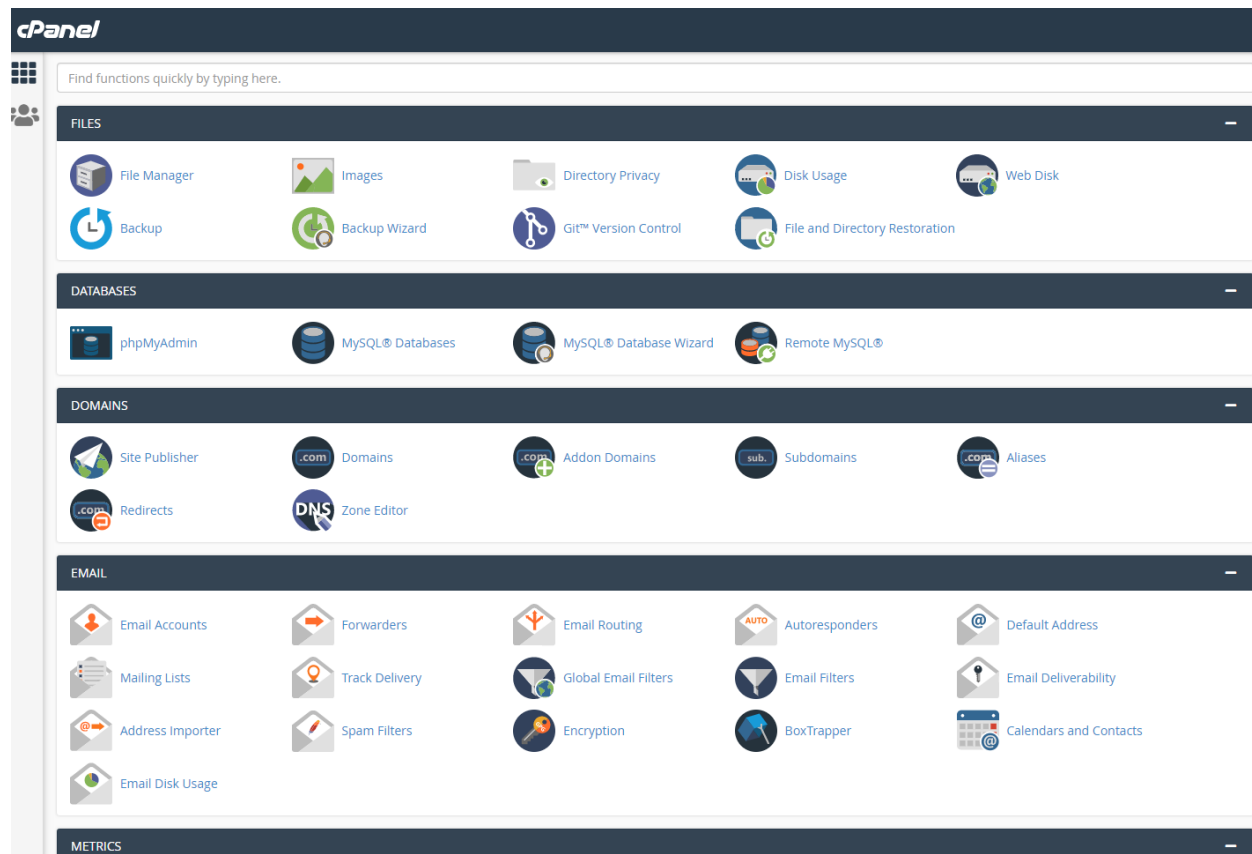 cPanel
Find functions quickly by typing here.
FILES
File Manager Images Directory Privacy Disk Usage Web Disk
Backup Backup Wizard Git™ Version Control File and Directory Restoration
DATABASES
phpMyAdmin MySQL® Databases MySQL® Database Wizard Remote MySQL®
DOMAINS
.com .com sub. .com
Site Publisher Domains Addon Domains Subdomains Aliases
.com DNS
Redirects Zone Editor
EMAIL
AUTO @
Email Accounts Forwarders Email Routing Autoresponders Default Address
Mailing Lists Track Delivery Global Email Filters Email Filters Email Deliverability
@ @
Address Importer Spam Filters Encryption BoxTrapper Calendars and Contacts
Email Disk Usage
METRICS